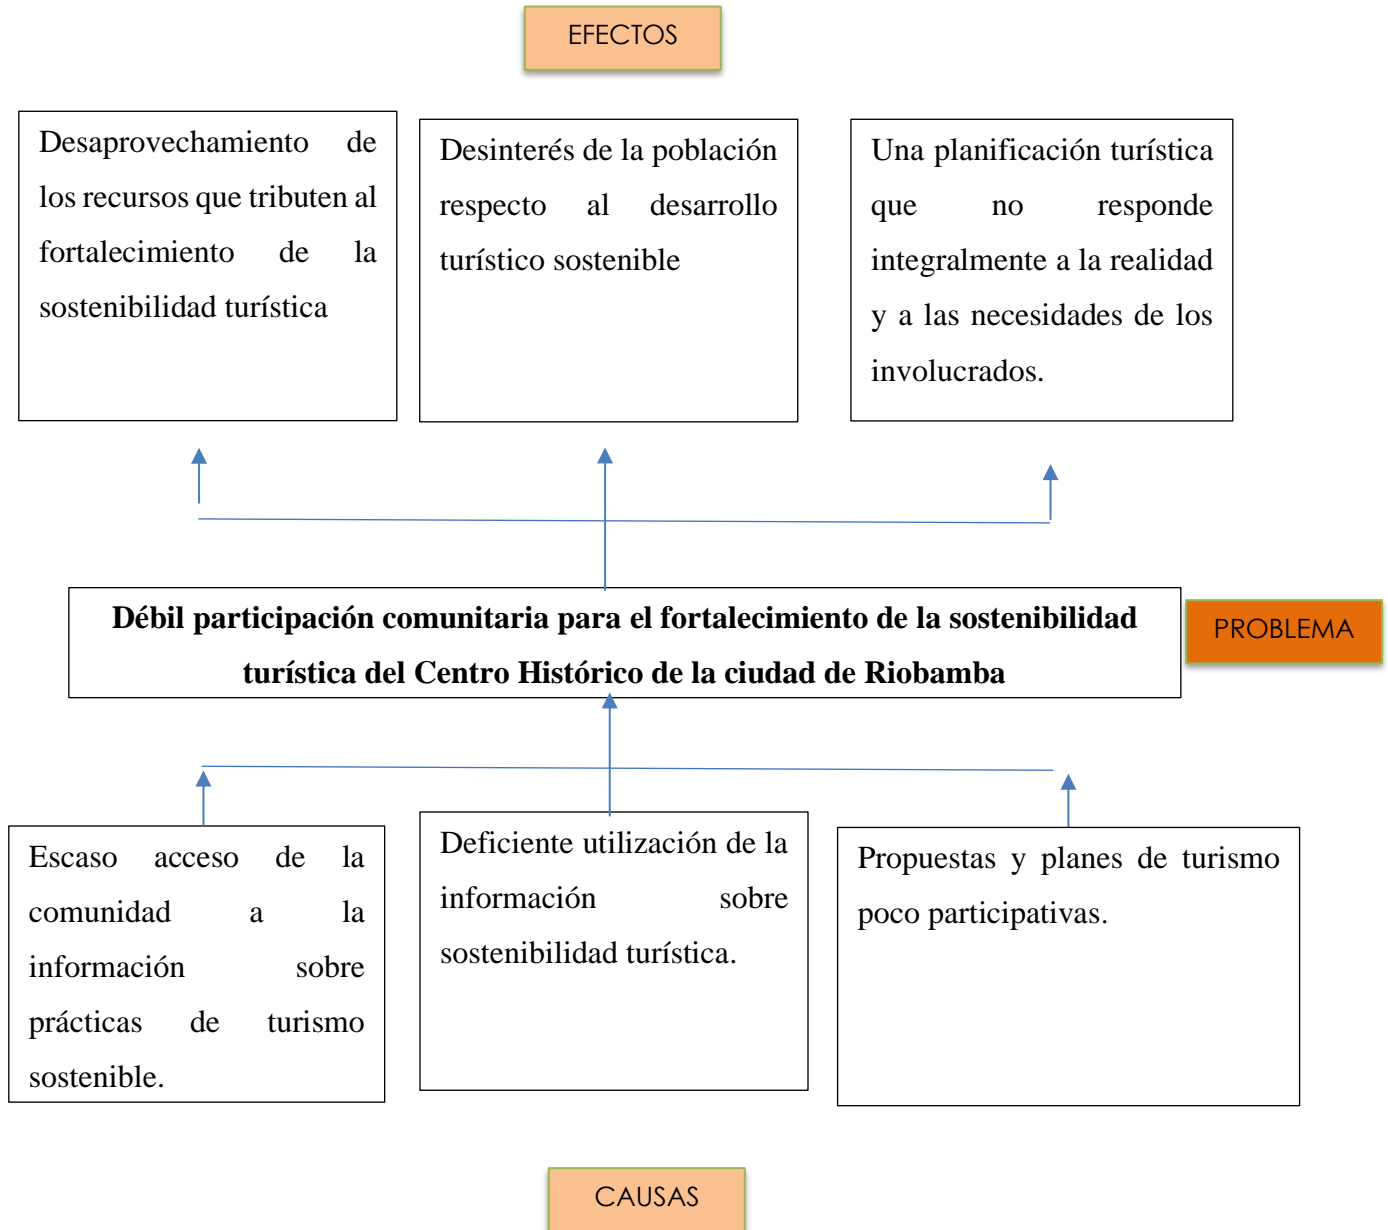 EFECTOS
Desaprovechamiento de
los recursos que tributen al
fortalecimiento de la
sostenibilidad turística
Desinterés de la población
respecto al desarrollo
turístico sostenible
Una planificación turística
que no responde
integralmente a la realidad
y a las necesidades de los
involucrados.
Débil participación comunitaria para el fortalecimiento de la sostenibilidad
turística del Centro Histórico de la ciudad de Riobamba
PROBLEMA
Escaso acceso de la
comunidad a la
información sobre
prácticas de turismo
sostenible.
Deficiente utilización de la
información sobre
sostenibilidad turística.
Propuestas y planes de turismo
poco participativas.
CAUSAS